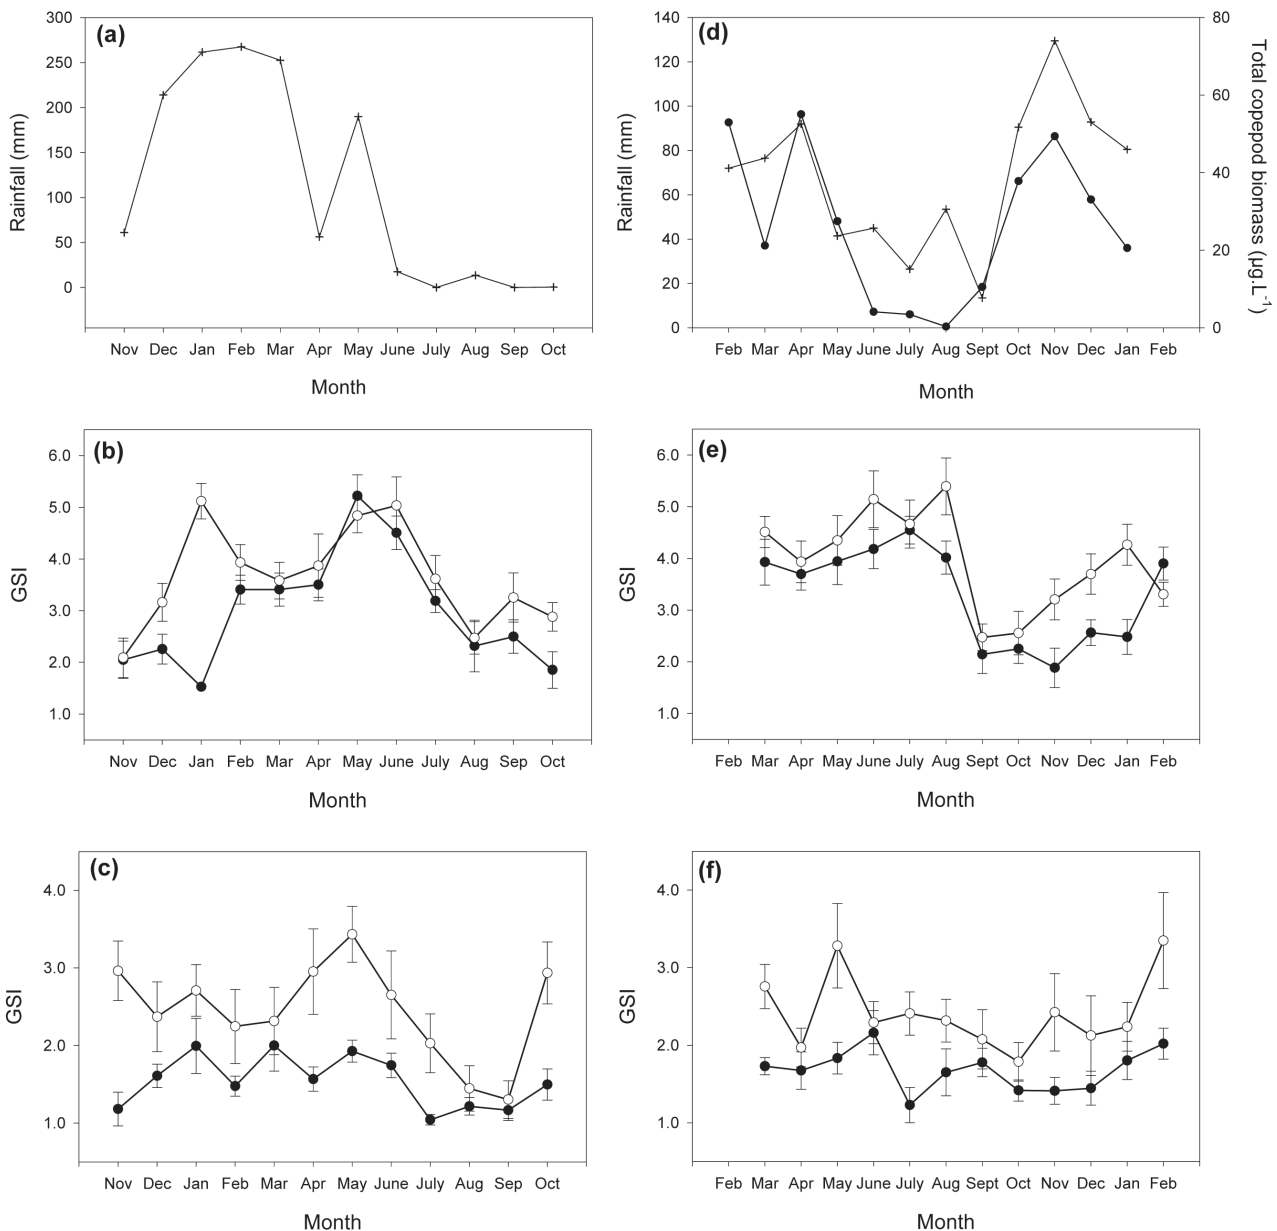 (a)
Rainfall (mm)
300
250
200
150
100
50
0
Nov Dec Jan Feb Mar Apr May June July Aug Sep Oct
Month
(d)
Rainfall (mm)
140
120
100
80
60
40
20
0
80
60
40
20
0
Total copepod biomass (µg.L-1)
Feb Mar Apr May June July Aug Sept Oct Nov Dec Jan Feb
Month
(b)
GSI
6.0
5.0
4.0
3.0
2.0
1.0
Nov Dec Jan Feb Mar Apr May June July Aug Sep Oct
Month
(e)
GSI
6.0
5.0
4.0
3.0
2.0
1.0
Feb Mar Apr May June July Aug Sept Oct Nov Dec Jan Feb
Month
(c)
GSI
4.0
3.0
2.0
1.0
Nov Dec Jan Feb Mar Apr May June July Aug Sep Oct
Month
(f)
GSI
4.0
3.0
2.0
1.0
Feb Mar Apr May June July Aug Sept Oct Nov Dec Jan Feb
Month